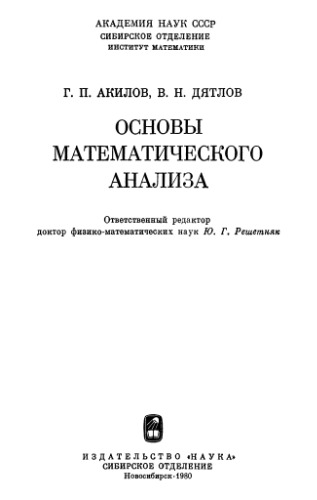 АКАДЕМИЯ НАУК СССР
СИБИРСКОЕ ОТДЕЛЕНИЕ
ИНСТИТУТ МАТЕМАТИКИ
Г. П. АКИЛОВ, В. Н. ДЯТЛОВ
ОСНОВЫ
МАТЕМАТИЧЕСКОГО
АНАЛИЗА
Ответственный редактор
доктор физико-математических наук Ю. Г. Решетняк
ИЗДАТЕЛЬСТВО «НАУКА»
СИБИРСКОЕ ОТДЕЛЕНИЕ
Новосибирск-1980